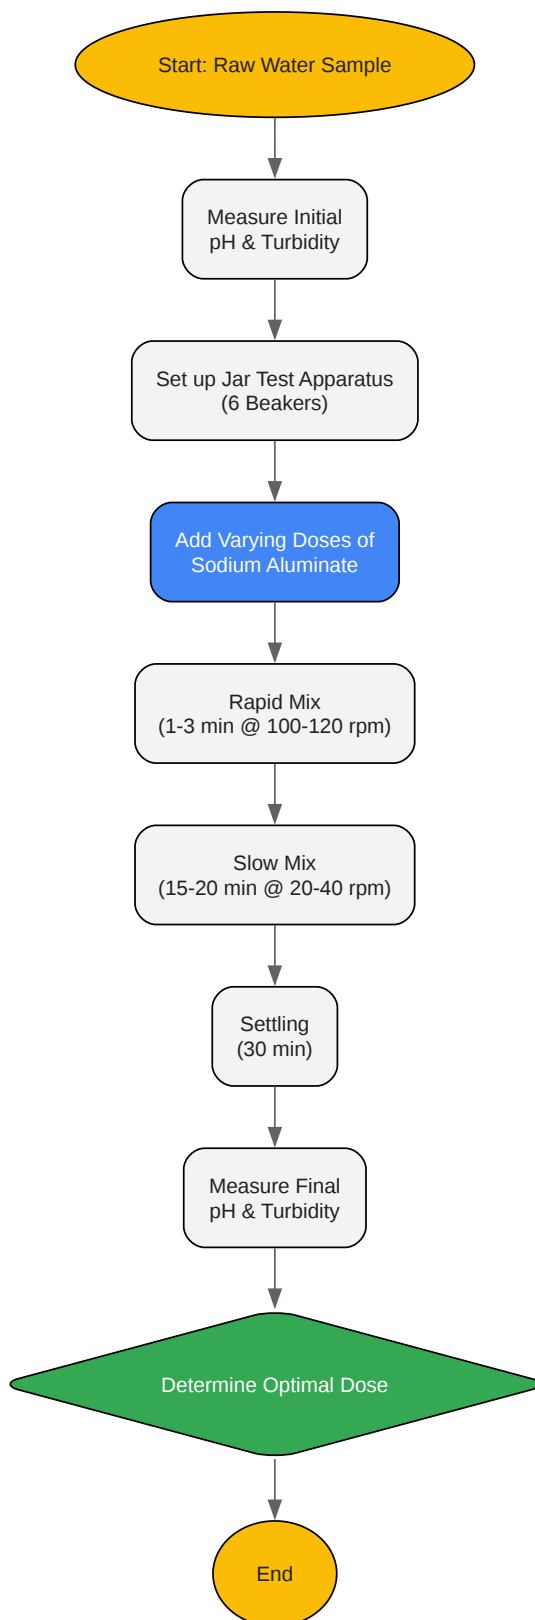 Start: Raw Water Sample
Measure Initial
pH & Turbidity
Set up Jar Test Apparatus
(6 Beakers)
Add Varying Doses of
Sodium Aluminate
Rapid Mix
(1-3 min @ 100-120 rpm)
Slow Mix
(15-20 min @ 20-40 rpm)
Settling
(30 min)
Measure Final
pH & Turbidity
Determine Optimal Dose
End